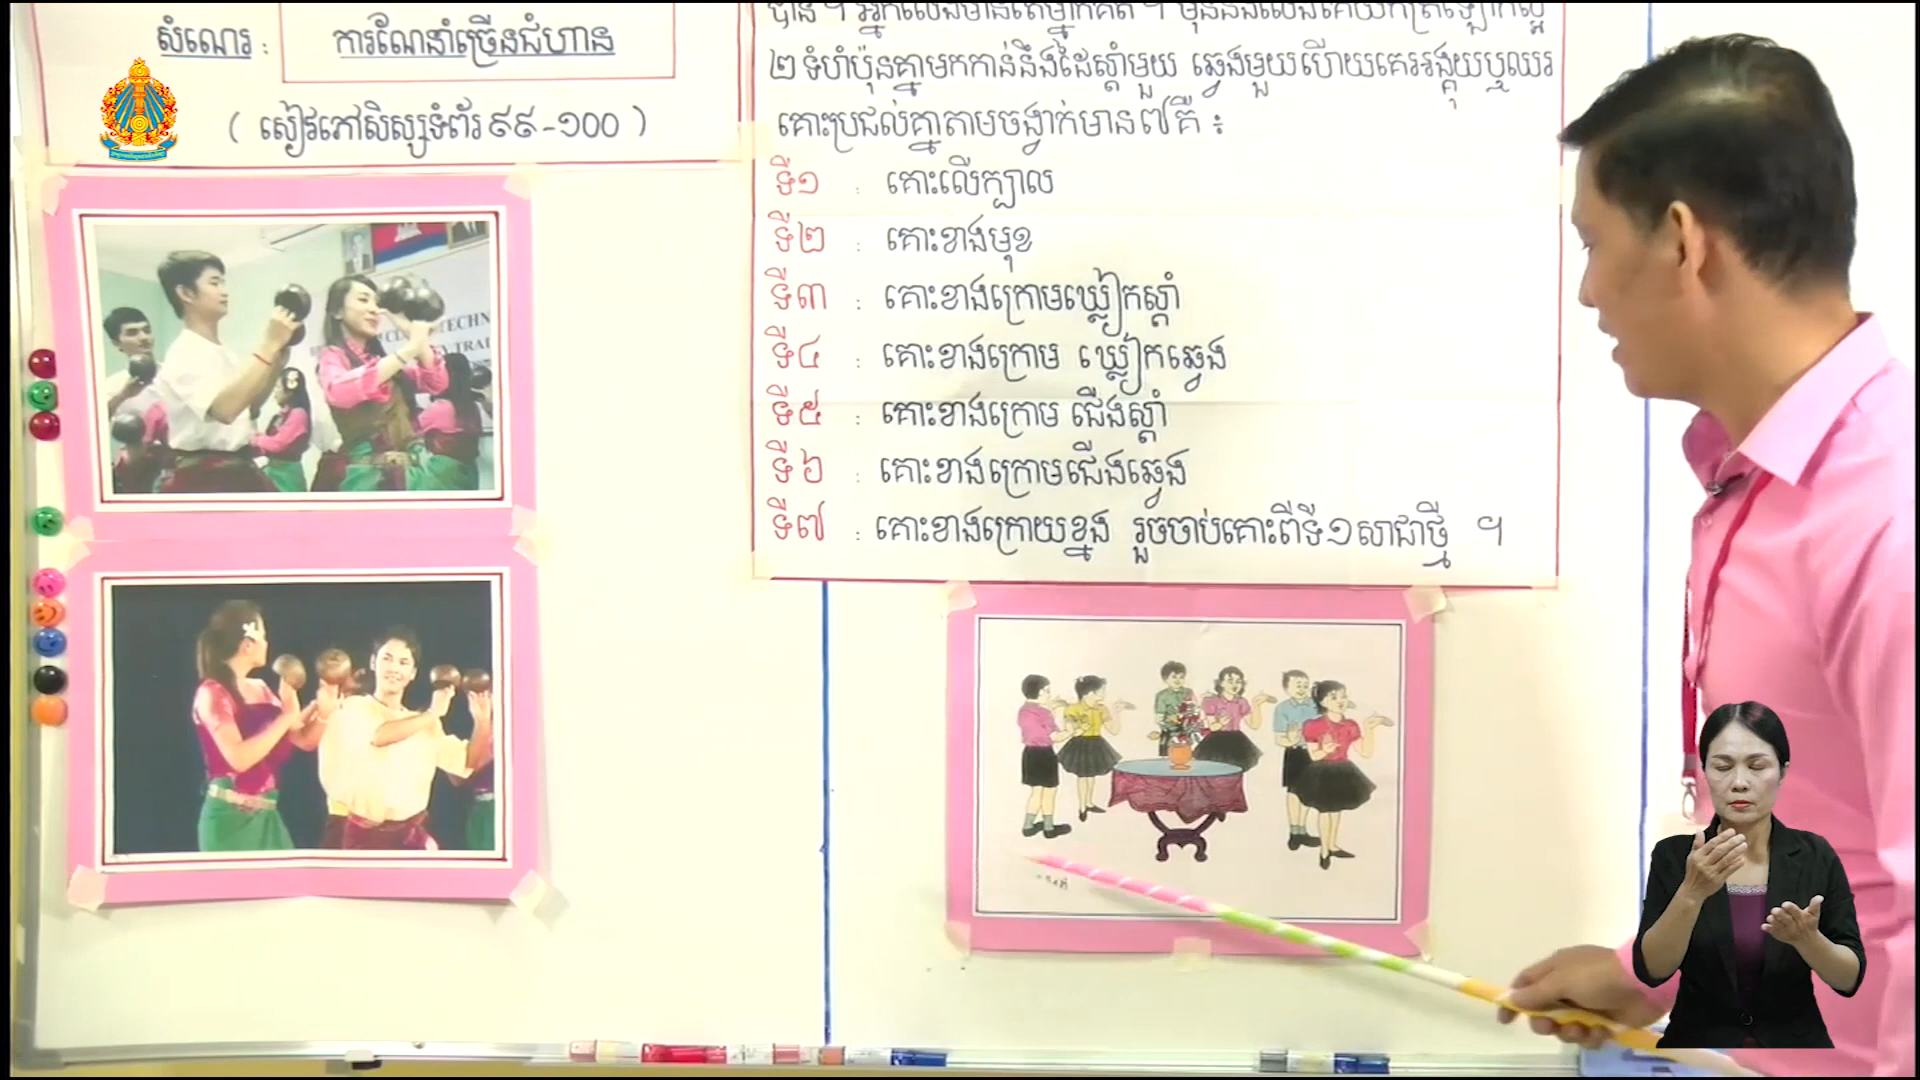 សំណេរ : ការណែនាំច្រើនជំហាន
( សៀវភៅសិស្សទំព័រ៩៩-១០០ )
២ ទំហំប៉ុនគ្នាមកកាន់នឹងដៃស្ដាំមួយ ឆ្វេងមួយហើយគេអង្គុយឬឈរ
គោះប្រជល់គ្នាតាមចង្វាក់មាន៧គឺ ៖
ទី១ : គោះលើក្បាល
ទី២ : គោះខាងមុខ
ទី៣ : គោះខាងក្រោមឃ្លៀកស្ដាំ
ទី៤ : គោះខាងក្រោម ឃ្លៀកឆ្វេង
ទី៥ : គោះខាងក្រោម ជើងស្ដាំ
ទី៦ : គោះខាងក្រោមជើងឆ្វេង
ទី៧ : គោះខាងក្រោយខ្នង រួចចាប់គោះពីទី១សាជាថ្មី ។